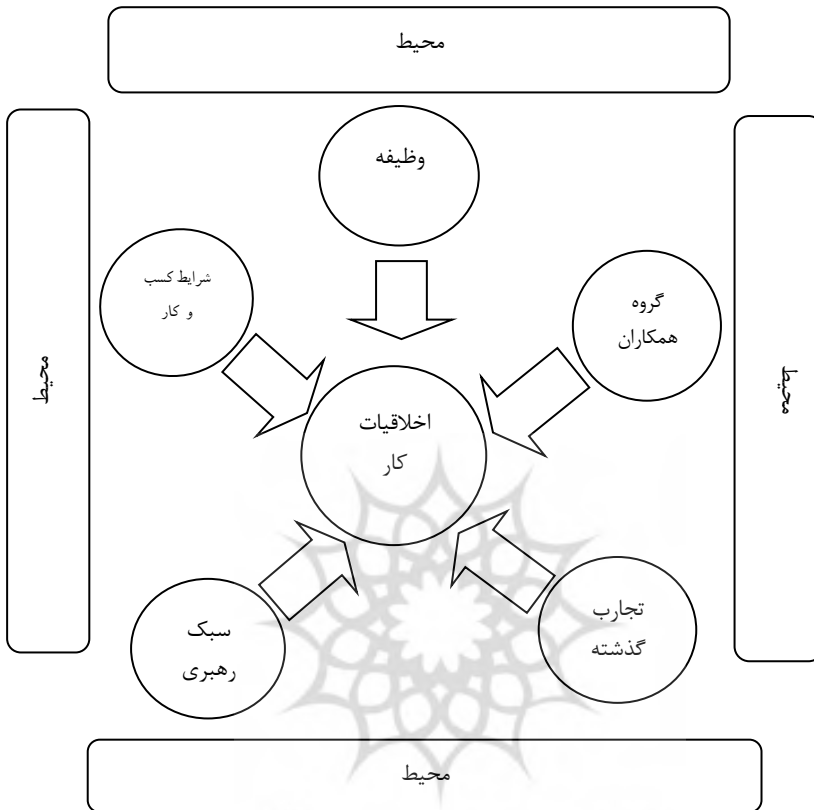 محیط
وظیفه
گروه
همکاران
شرایط کسب
و کار
محیط
محیط
اخلاقیات
کار
تجارب
گذشته
سبک
رهبری
محیط